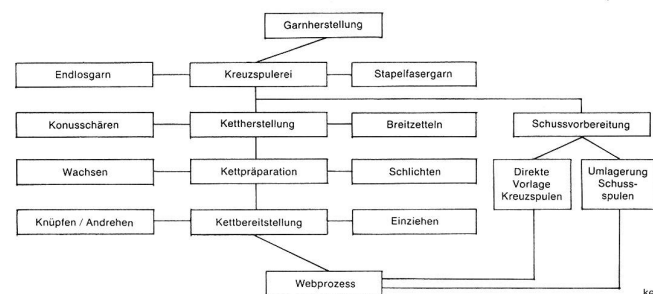 Garnherstellung
Endlosgarn
Kreuzspulerei
Stapelfasergarn
Konusschären
Kettherstellung
Breitzetteln
Schussvorbereitung
Wachsen
Kettpräparation
Schlichten
Direkte
Vorlage
Kreuzspulen
Umlagerung
Schuss-
spulen
Knüpfen / Andrehen
Kettbereitstellung
Einziehen
Webprozess